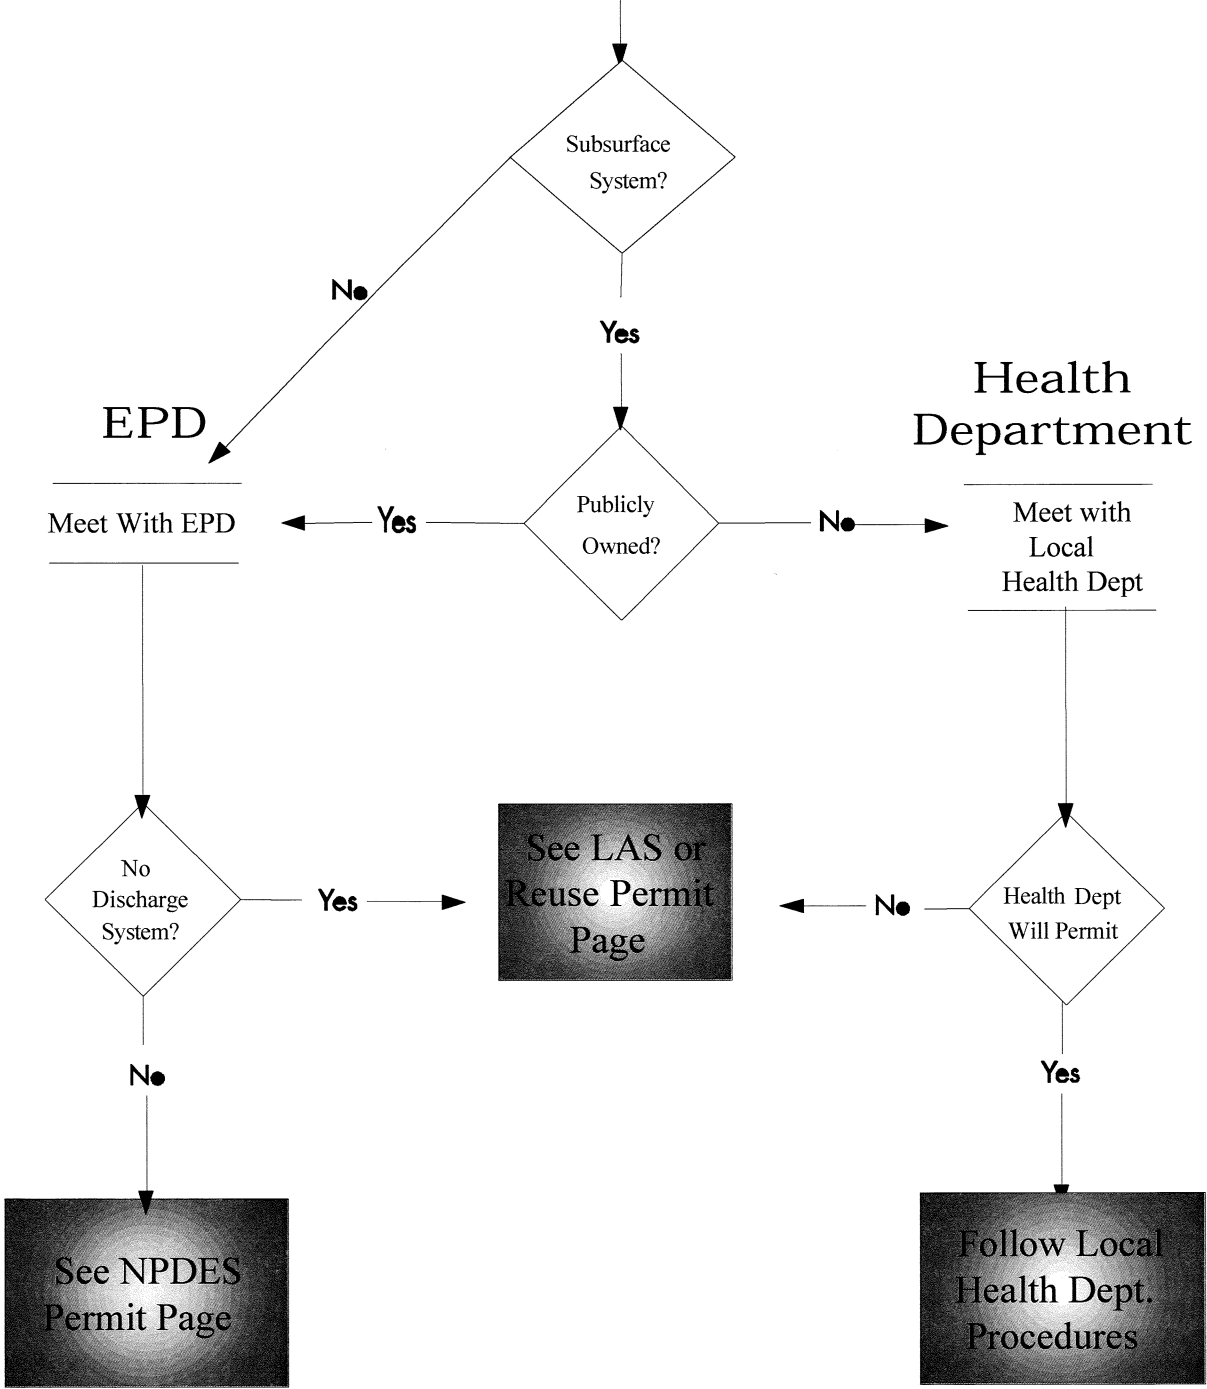 Subsurface
System?
No
Yes
EPD
Health
Department
Meet With EPD
Yes
Publicly
Owned?
No
Meet with
Local
Health Dept
No
Discharge
System?
Yes
See LAS or
Reuse Permit
Page
No
Health Dept
Will Permit
No
Yes
See NPDES
Permit Page
Follow Local
Health Dept.
Procedures